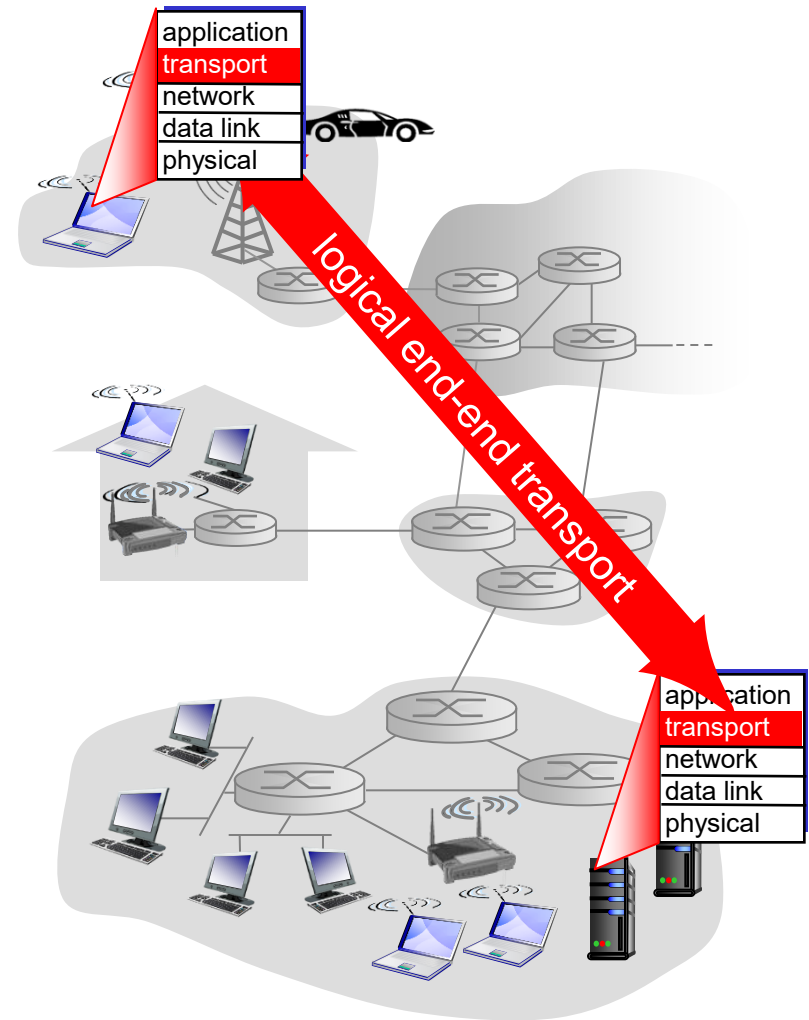 application
transport
network
data link
physical
logical end-end transport
application
transport
network
data link
physical